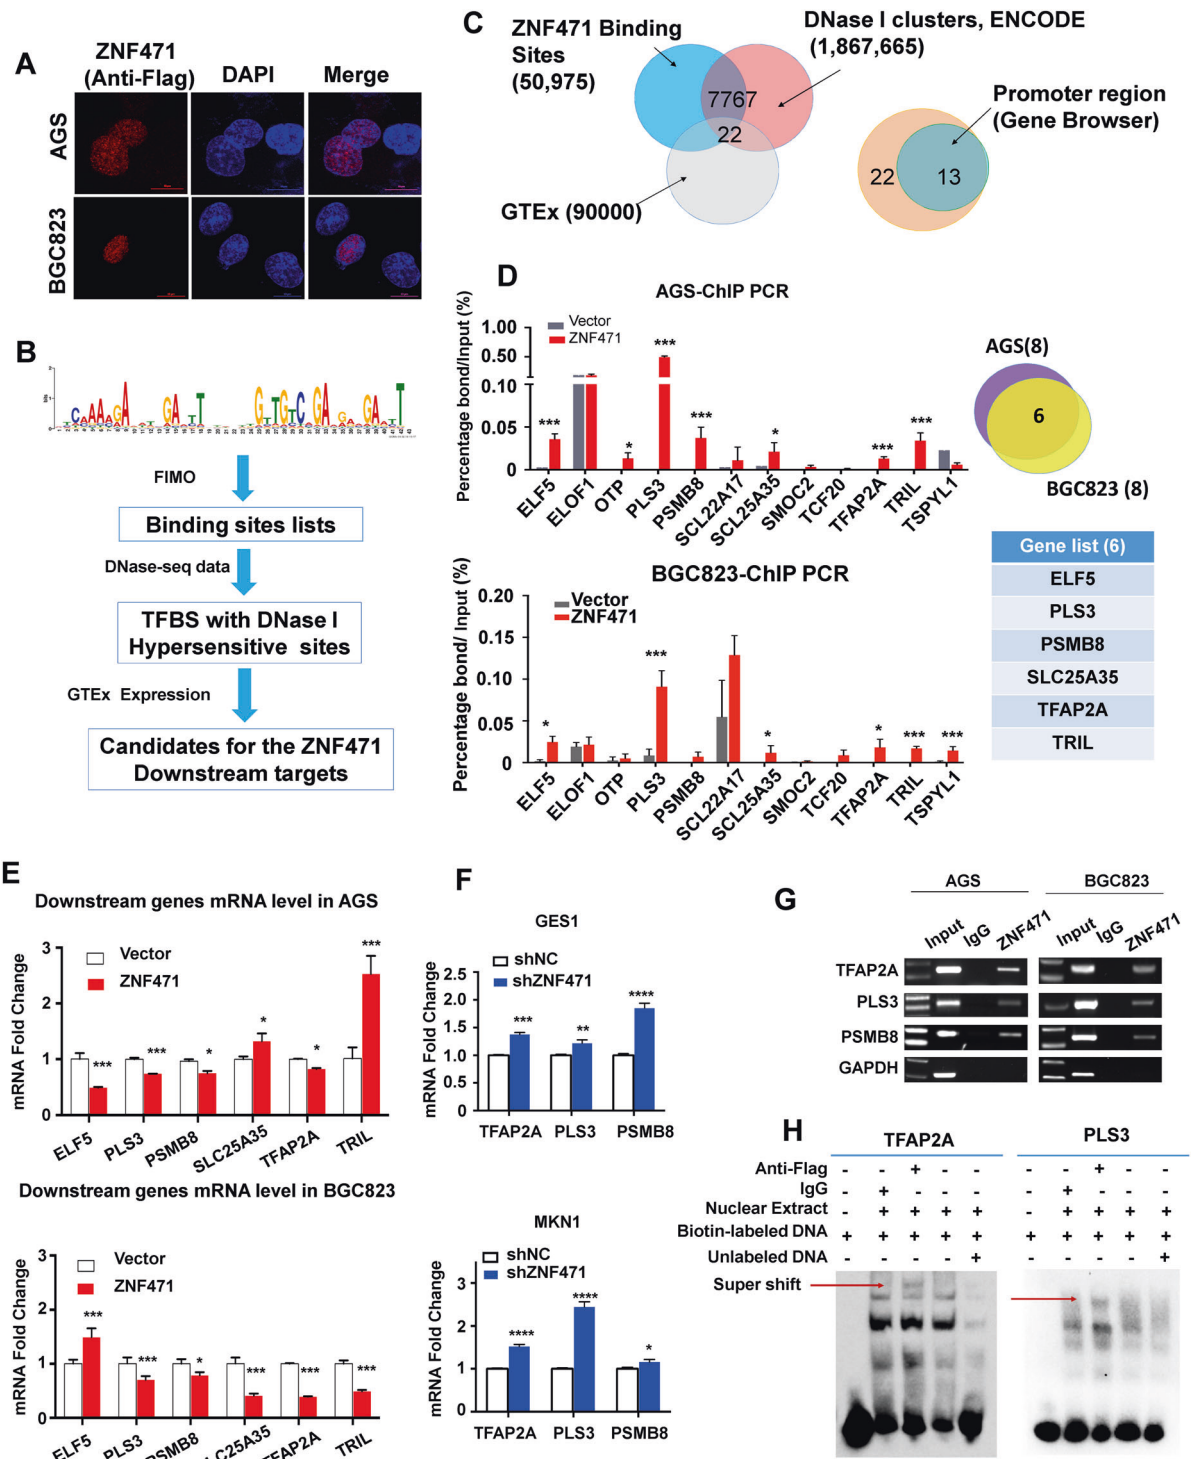 A
ZNF471
(Anti-Flag)
DAPI
Merge
AGS
BGC823
B
FIMO
Binding sites lists
DNase-seq data
TFBS with DNase I
Hypersensitive sites
GTEx Expression
Candidates for the ZNF471
Downstream targets
C
ZNF471 Binding
Sites
(50,975)
DNase I clusters, ENCODE
(1,867,665)
7767
22
GTEx (90000)
Promoter region
(Gene Browser)
22
13
D
AGS-ChIP PCR
Percentage bond/Input (%)
Vector
ZNF471
1.00
0.50
0.10
0.05
0
***
*
***
***
*
***
***
ELF5
ELOF1
OTP
PLS3
PSMB8
SCL22A17
SCL25A35
SMOC2
TCF20
TFAP2A
TRIL
TSPYL1
AGS(8)
6
BGC823 (8)
BGC823-ChIP PCR
Percentage bond/ Input (%)
Vector
ZNF471
0.20
0.15
0.10
0.05
0
*
***
*
*
***
***
ELF5
ELOF1
OTP
PLS3
PSMB8
SCL22A17
SCL25A35
SMOC2
TCF20
TFAP2A
TRIL
TSPYL1
Gene list (6)
ELF5
PLS3
PSMB8
SLC25A35
TFAP2A
TRIL
E
Downstream genes mRNA level in AGS
mRNA Fold Change
Vector
ZNF471
3
2
1
0
***
***
*
*
*
***
ELF5
PLS3
PSMB8
SLC25A35
TFAP2A
TRIL
Downstream genes mRNA level in BGC823
mRNA Fold Change
Vector
ZNF471
3
2
1
0
***
***
*
***
***
***
ELF5
PLS3
PSMB8
SLC25A35
TFAP2A
TRIL
F
GES1
mRNA Fold Change
shNC
shZNF471
2.5
2.0
1.5
1.0
0.5
0
***
**
****
TFAP2A
PLS3
PSMB8
MKN1
mRNA Fold Change
shNC
shZNF471
3
2
1
0
****
****
*
TFAP2A
PLS3
PSMB8
G
AGS
BGC823
Input
IgG
ZNF471
Input
IgG
ZNF471
TFAP2A
PLS3
PSMB8
GAPDH
H
TFAP2A
PLS3
Anti-Flag - - + - - - - + - -
IgG - + - - - - + - - -
Nuclear Extract - + + + + - + + + +
Biotin-labeled DNA + + + + + + + + + +
Unlabeled DNA - - - - + - - - - +
Super shift